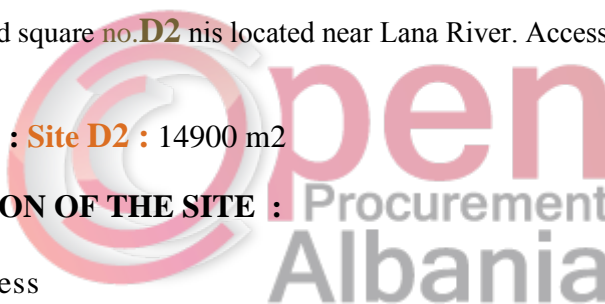 d square no.D2 nis located near Lana River. Access
: Site D2 : 14900 m2
ON OF THE SITE :
ess
Open
Procurement
Albania